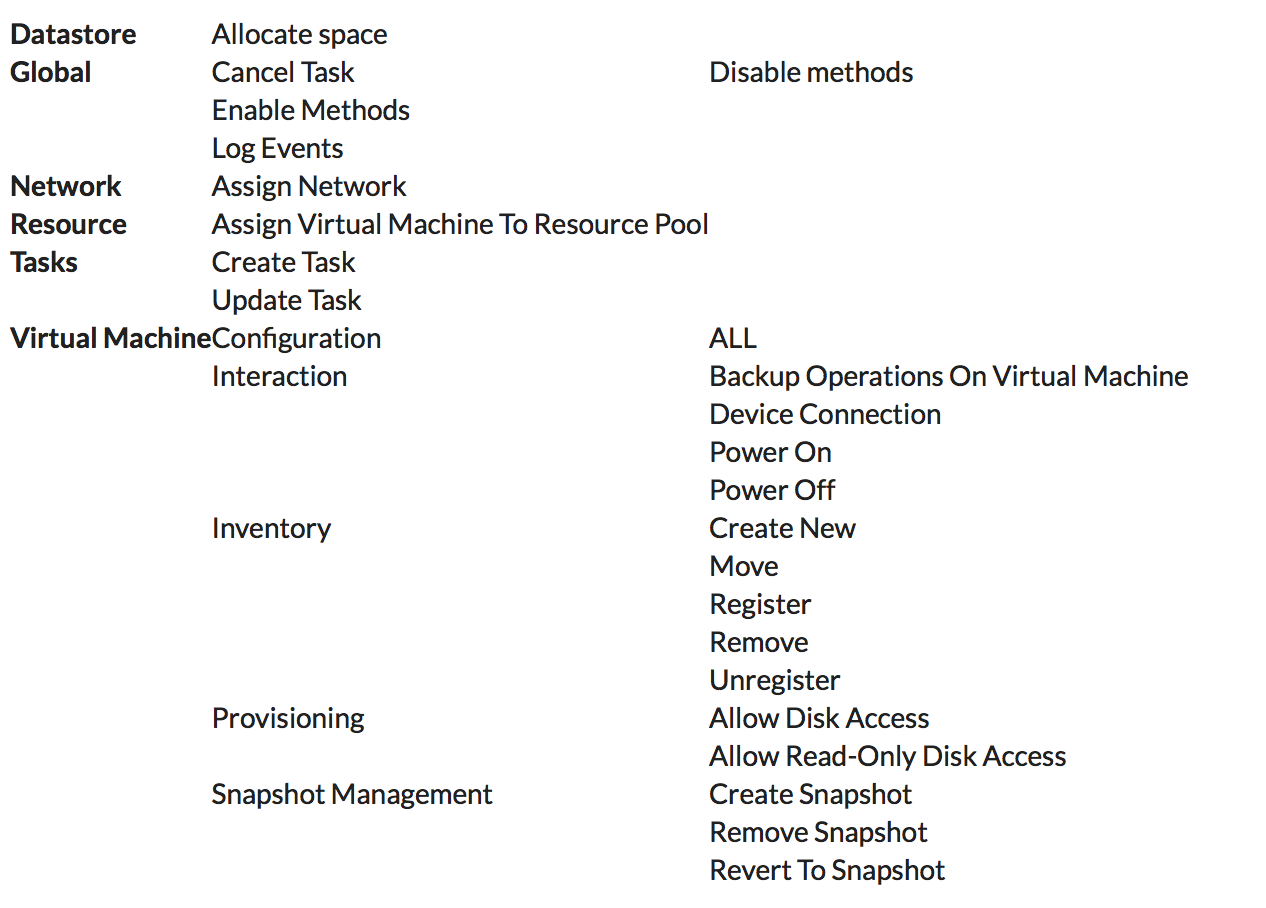 Datastore Allocate space
Global Cancel Task Disable methods
Enable Methods
Log Events
Network Assign Network
Resource Assign Virtual Machine To Resource Pool
Tasks Create Task
Update Task
Virtual Machine Configuration ALL
Interaction Backup Operations On Virtual Machine
Device Connection
Power On
Power Off
Inventory Create New
Move
Register
Remove
Unregister
Provisioning Allow Disk Access
Allow Read-Only Disk Access
Snapshot Management Create Snapshot
Remove Snapshot
Revert To Snapshot